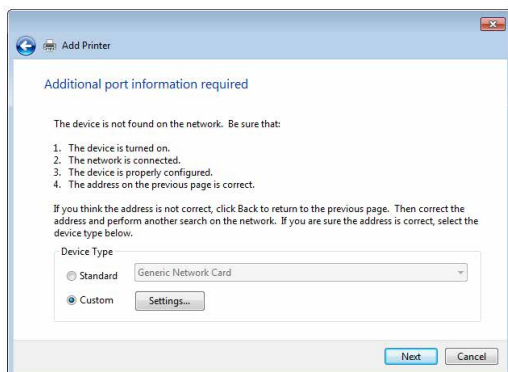 Add Printer
Additional port information required
The device is not found on the network. Be sure that:
1. The device is turned on.
2. The network is connected.
3. The device is properly configured.
4. The address on the previous page is correct.
If you think the address is not correct, click Back to return to the previous page. Then correct the
address and perform another search on the network. If you are sure the address is correct, select the
device type below.
Device Type
Standard Generic Network Card
Custom Settings...
Next Cancel